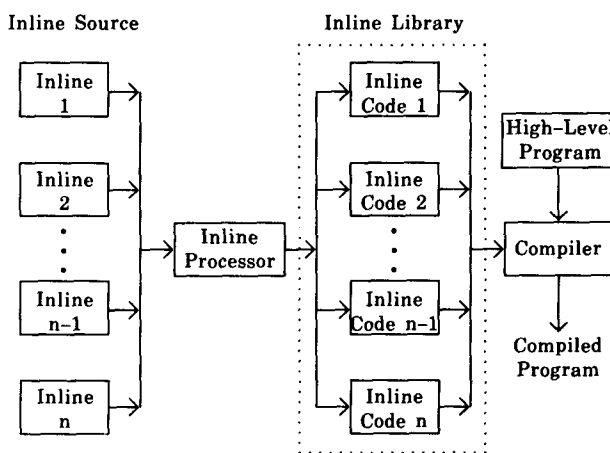 Inline Source
Inline Library
Inline
1
Inline
2
Inline
n-1
Inline
n
Inline
Processor
Inline
Code 1
Inline
Code 2
Inline
Code n-1
Inline
Code n
High-Level
Program
Compiler
Compiled
Program